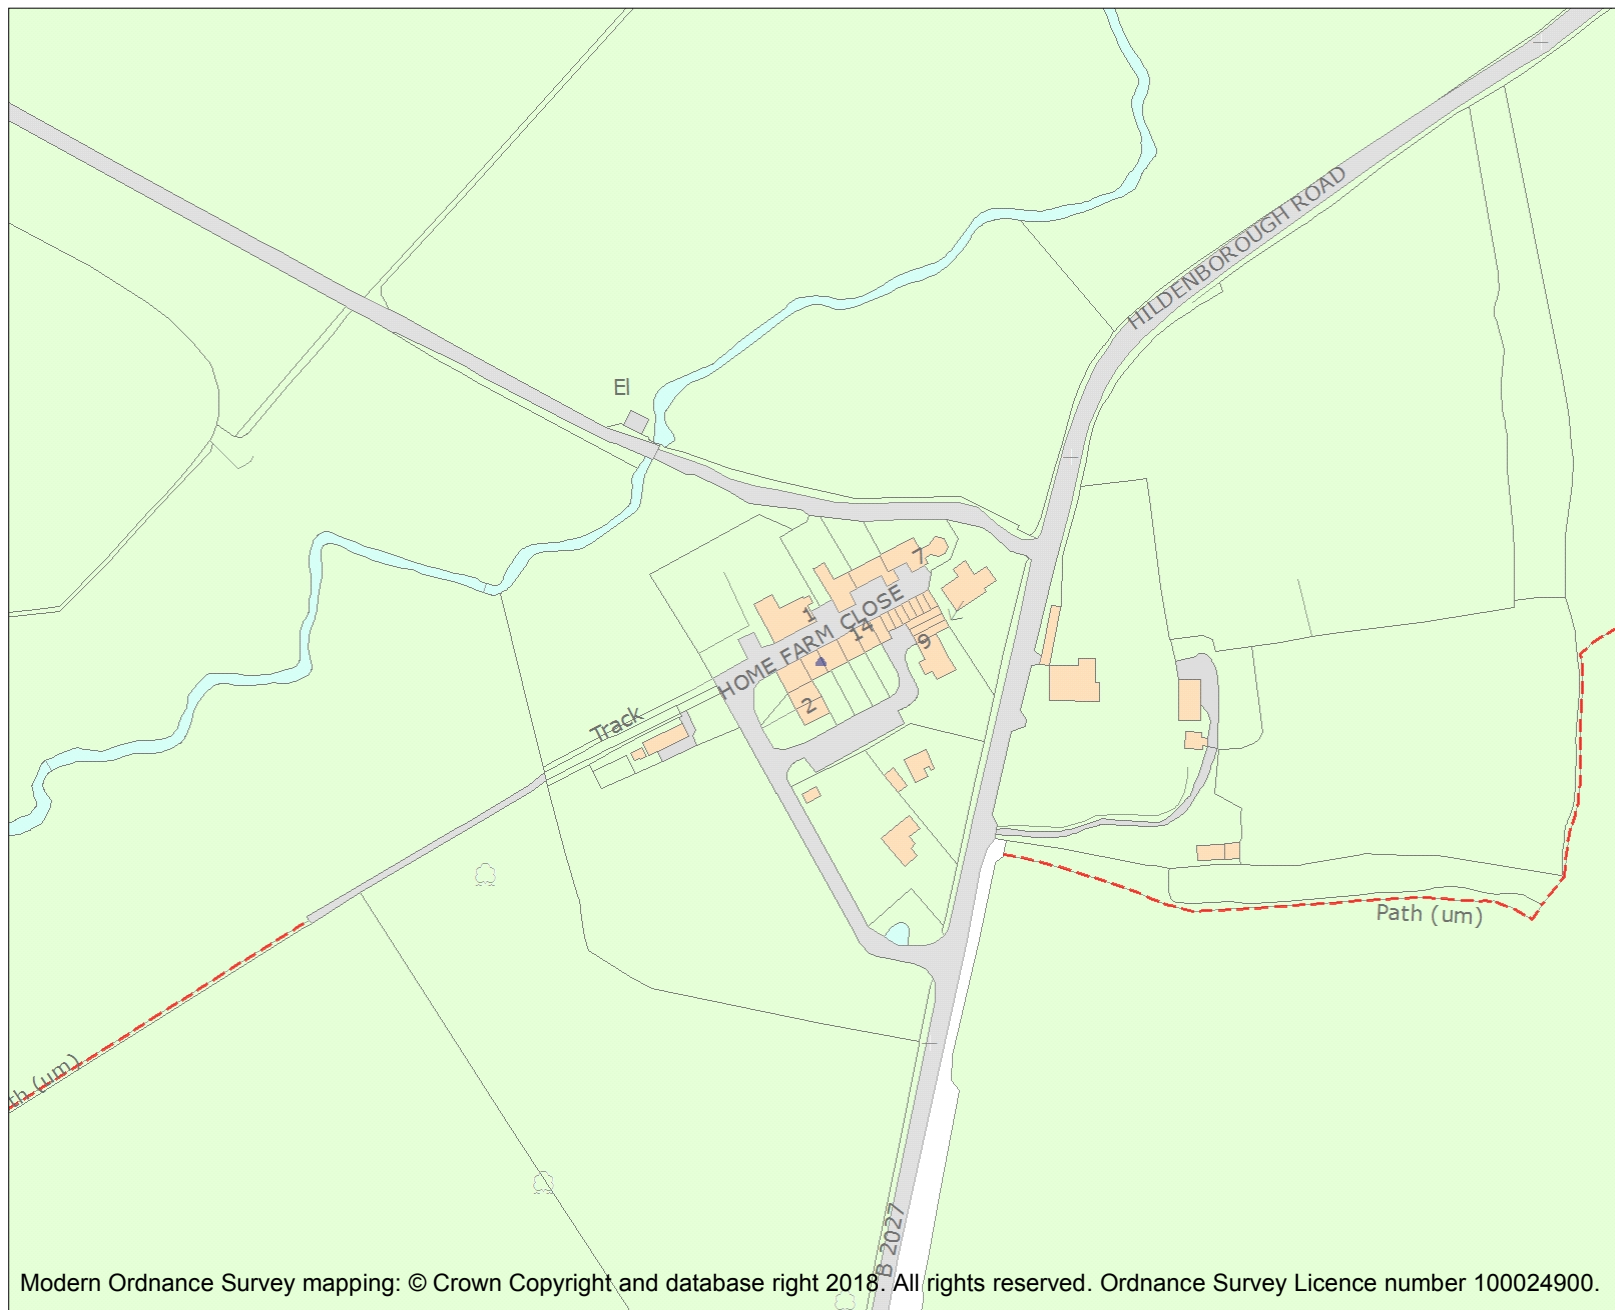 HILDENBOROUGH ROAD
El
7
1
HOME FARM CLOSE
14
9
2
Track
Path (um)
th (um)
B 2027
Modern Ordnance Survey mapping: © Crown Copyright and database right 2018. All rights reserved. Ordnance Survey Licence number 100024900.